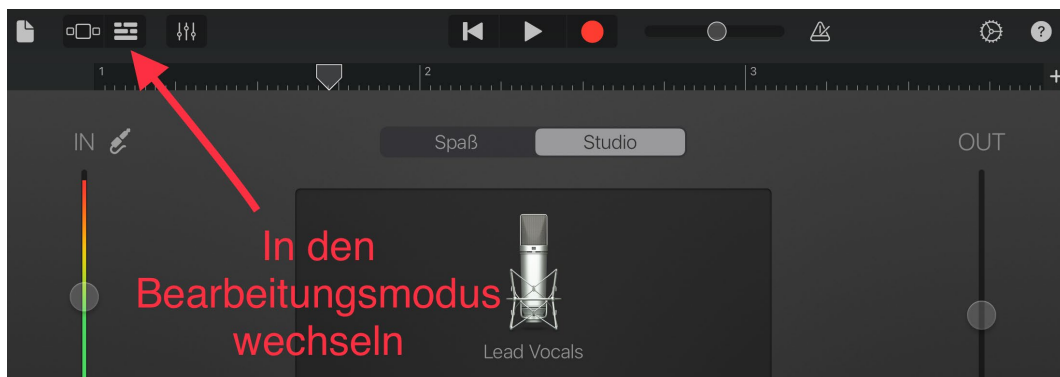 ?
1
2
3
+
IN
Spaß
Studio
OUT
In den
Bearbeitungsmodus
wechseln
Lead Vocals